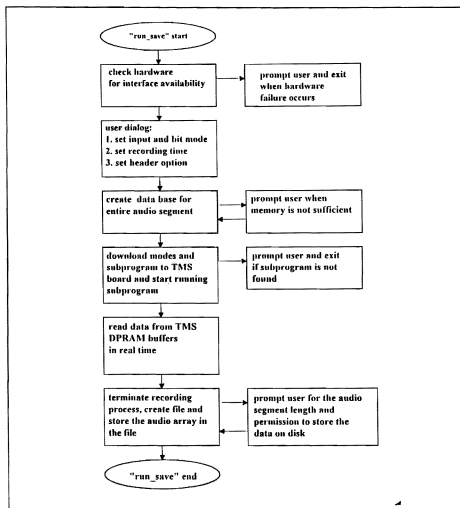 "run_save" start
check hardware
for interface availability
prompt user and exit
when hardware
failure occurs
user dialog:
1. set input and bit mode
2. set recording time
3. set header option
create data base for
entire audio segment
prompt user when
memory is not sufficient
download modes and
subprogram to TMS
board and start running
subprogram
prompt user and exit
if subprogram is not
found
read data from TMS
DPRAM buffers
in real time
terminate recording
process, create file and
store the audio array in
the file
prompt user for the audio
segment length and
permission to store the
data on disk
"run_save" end